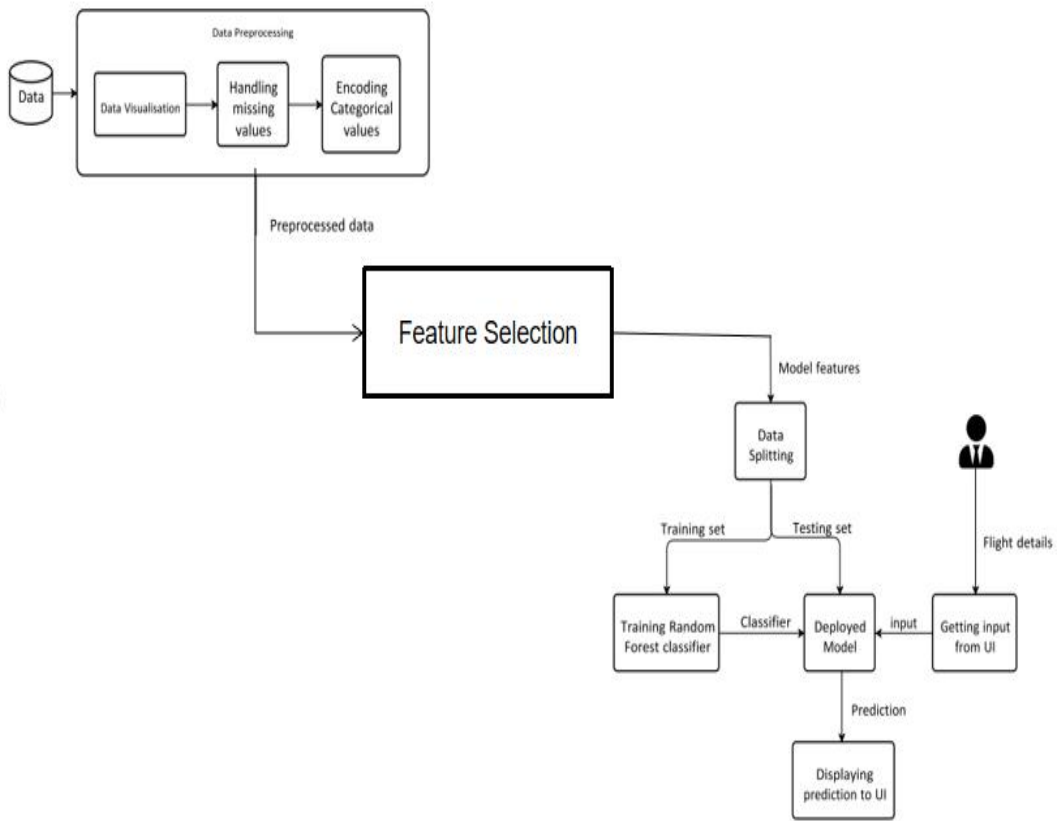 Data Preprocessing
Data
Data Visualisation
Handling
missing
values
Encoding
Categorical
values
Preprocessed data
Feature Selection
Model features
Data
Splitting
Training set
Testing set
Flight details
Training Random
Forest classifier
Classifier
Deployed
Model
input
Getting input
from UI
Prediction
Displaying
prediction to UI